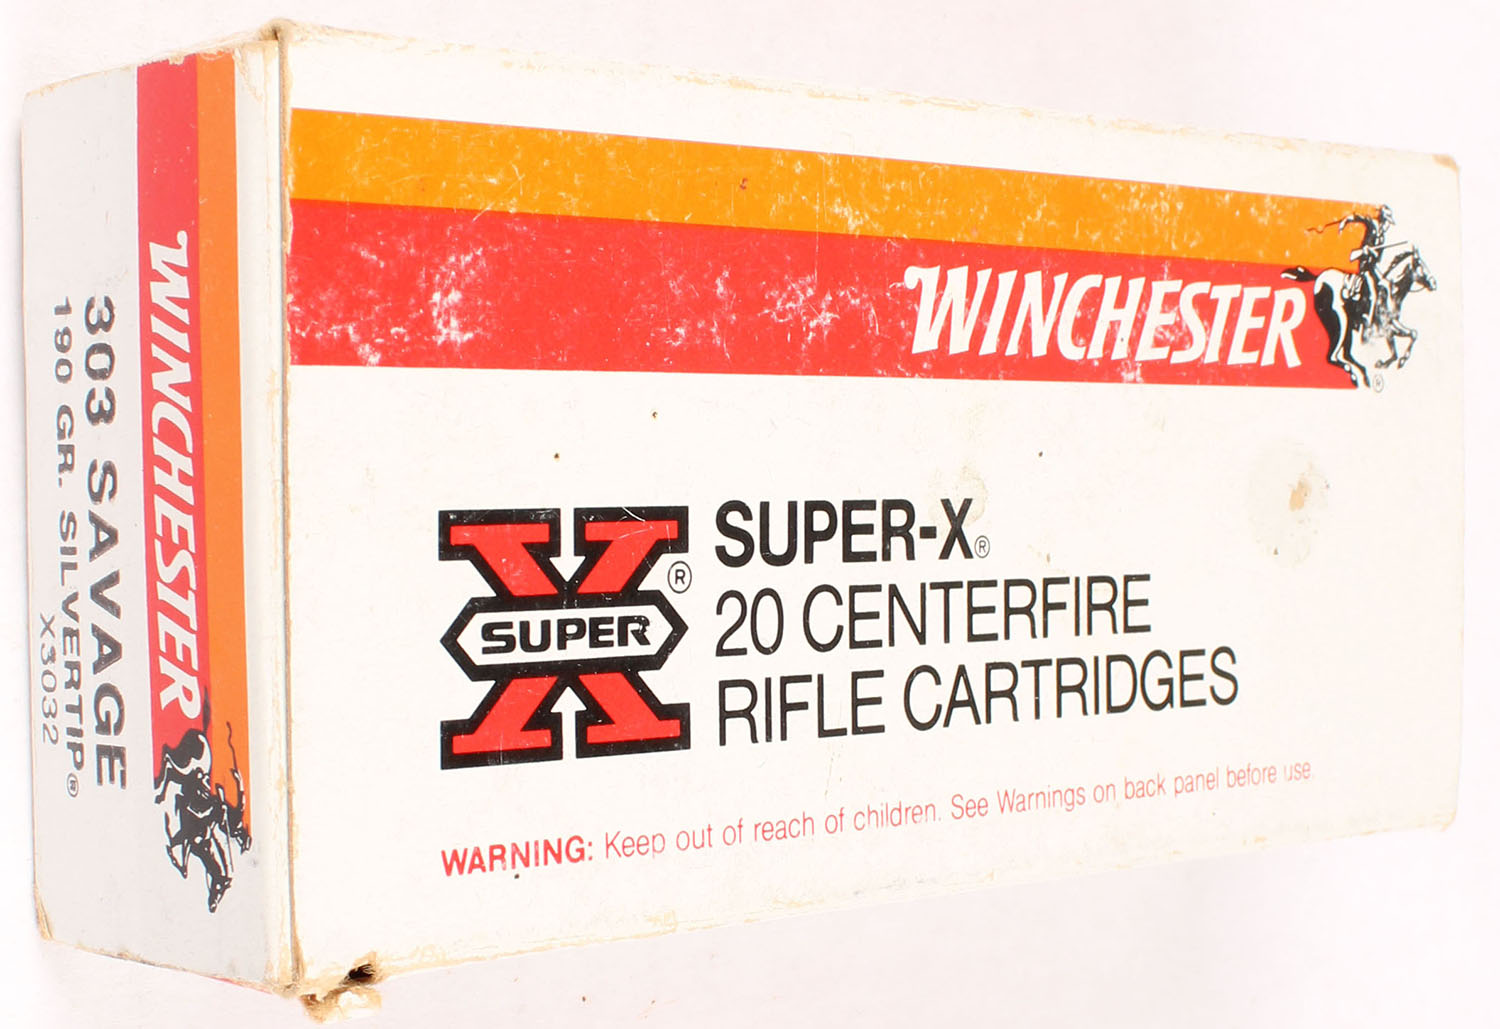 WINCHESTER
®
SUPER
®
SUPER-X®
20 CENTERFIRE
RIFLE CARTRIDGES
WARNING: Keep out of reach of children. See Warnings on back panel before use.
WINCHESTER
303 SAVAGE
190 GR. SILVERTIP®
X3032